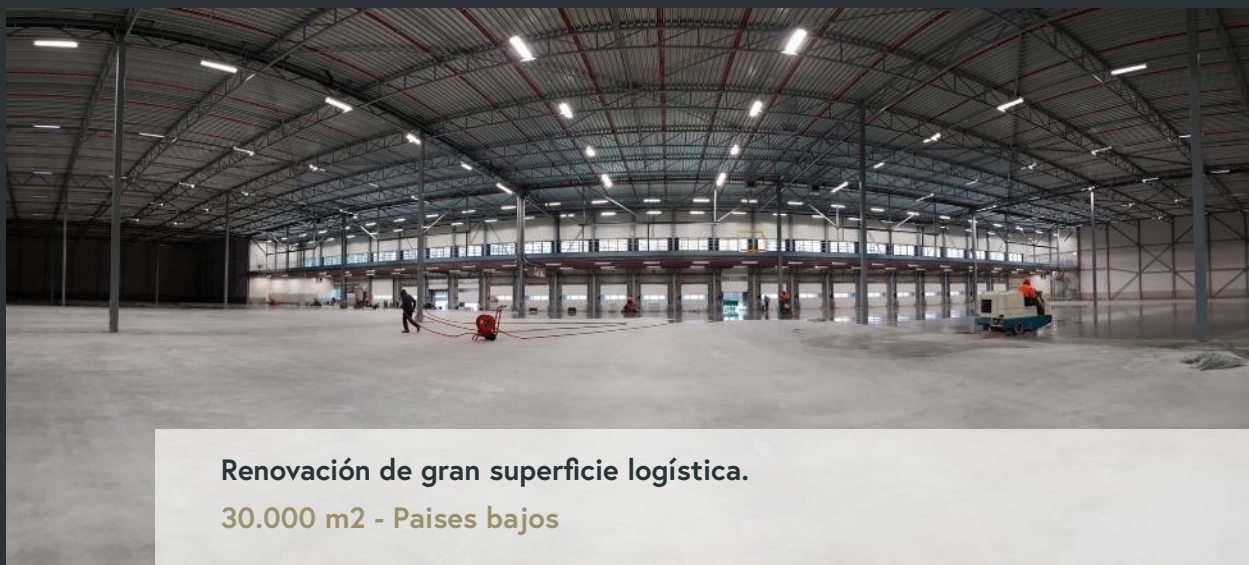 Renovación de gran superficie logística.
30.000 m2 - Paises bajos